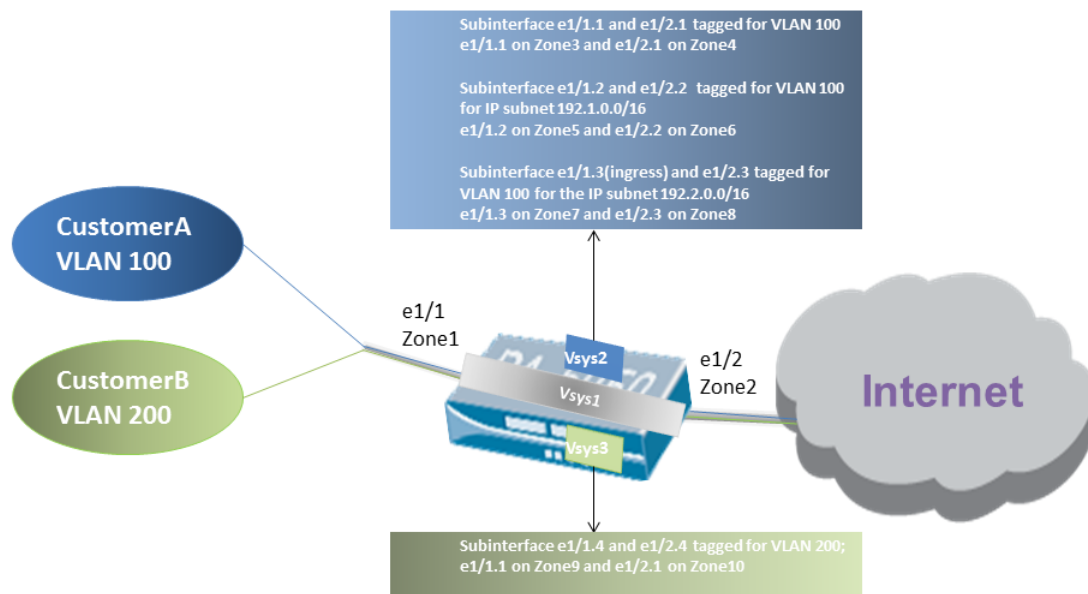 Subinterface e1/1.1 and e1/2.1 tagged for VLAN 100
e1/1.1 on Zone3 and e1/2.1 on Zone4
Subinterface e1/1.2 and e1/2.2 tagged for VLAN 100
for IP subnet 192.1.0.0/16
e1/1.2 on Zone5 and e1/2.2 on Zone6
Subinterface e1/1.3(ingress) and e1/2.3 tagged for
VLAN 100 for the IP subnet 192.2.0.0/16
e1/1.3 on Zone7 and e1/2.3 on Zone8
CustomerA
VLAN 100
CustomerB
VLAN 200
e1/1
Zone1
Vsys2
Vsys1
Vsys3
e1/2
Zone2
Internet
Subinterface e1/1.4 and e1/2.4 tagged for VLAN 200;
e1/1.1 on Zone9 and e1/2.1 on Zone10